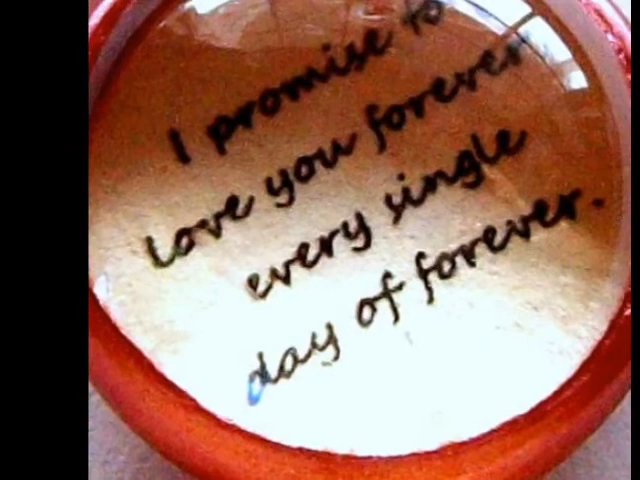 I promise to
love you forever
every single
day of forever.